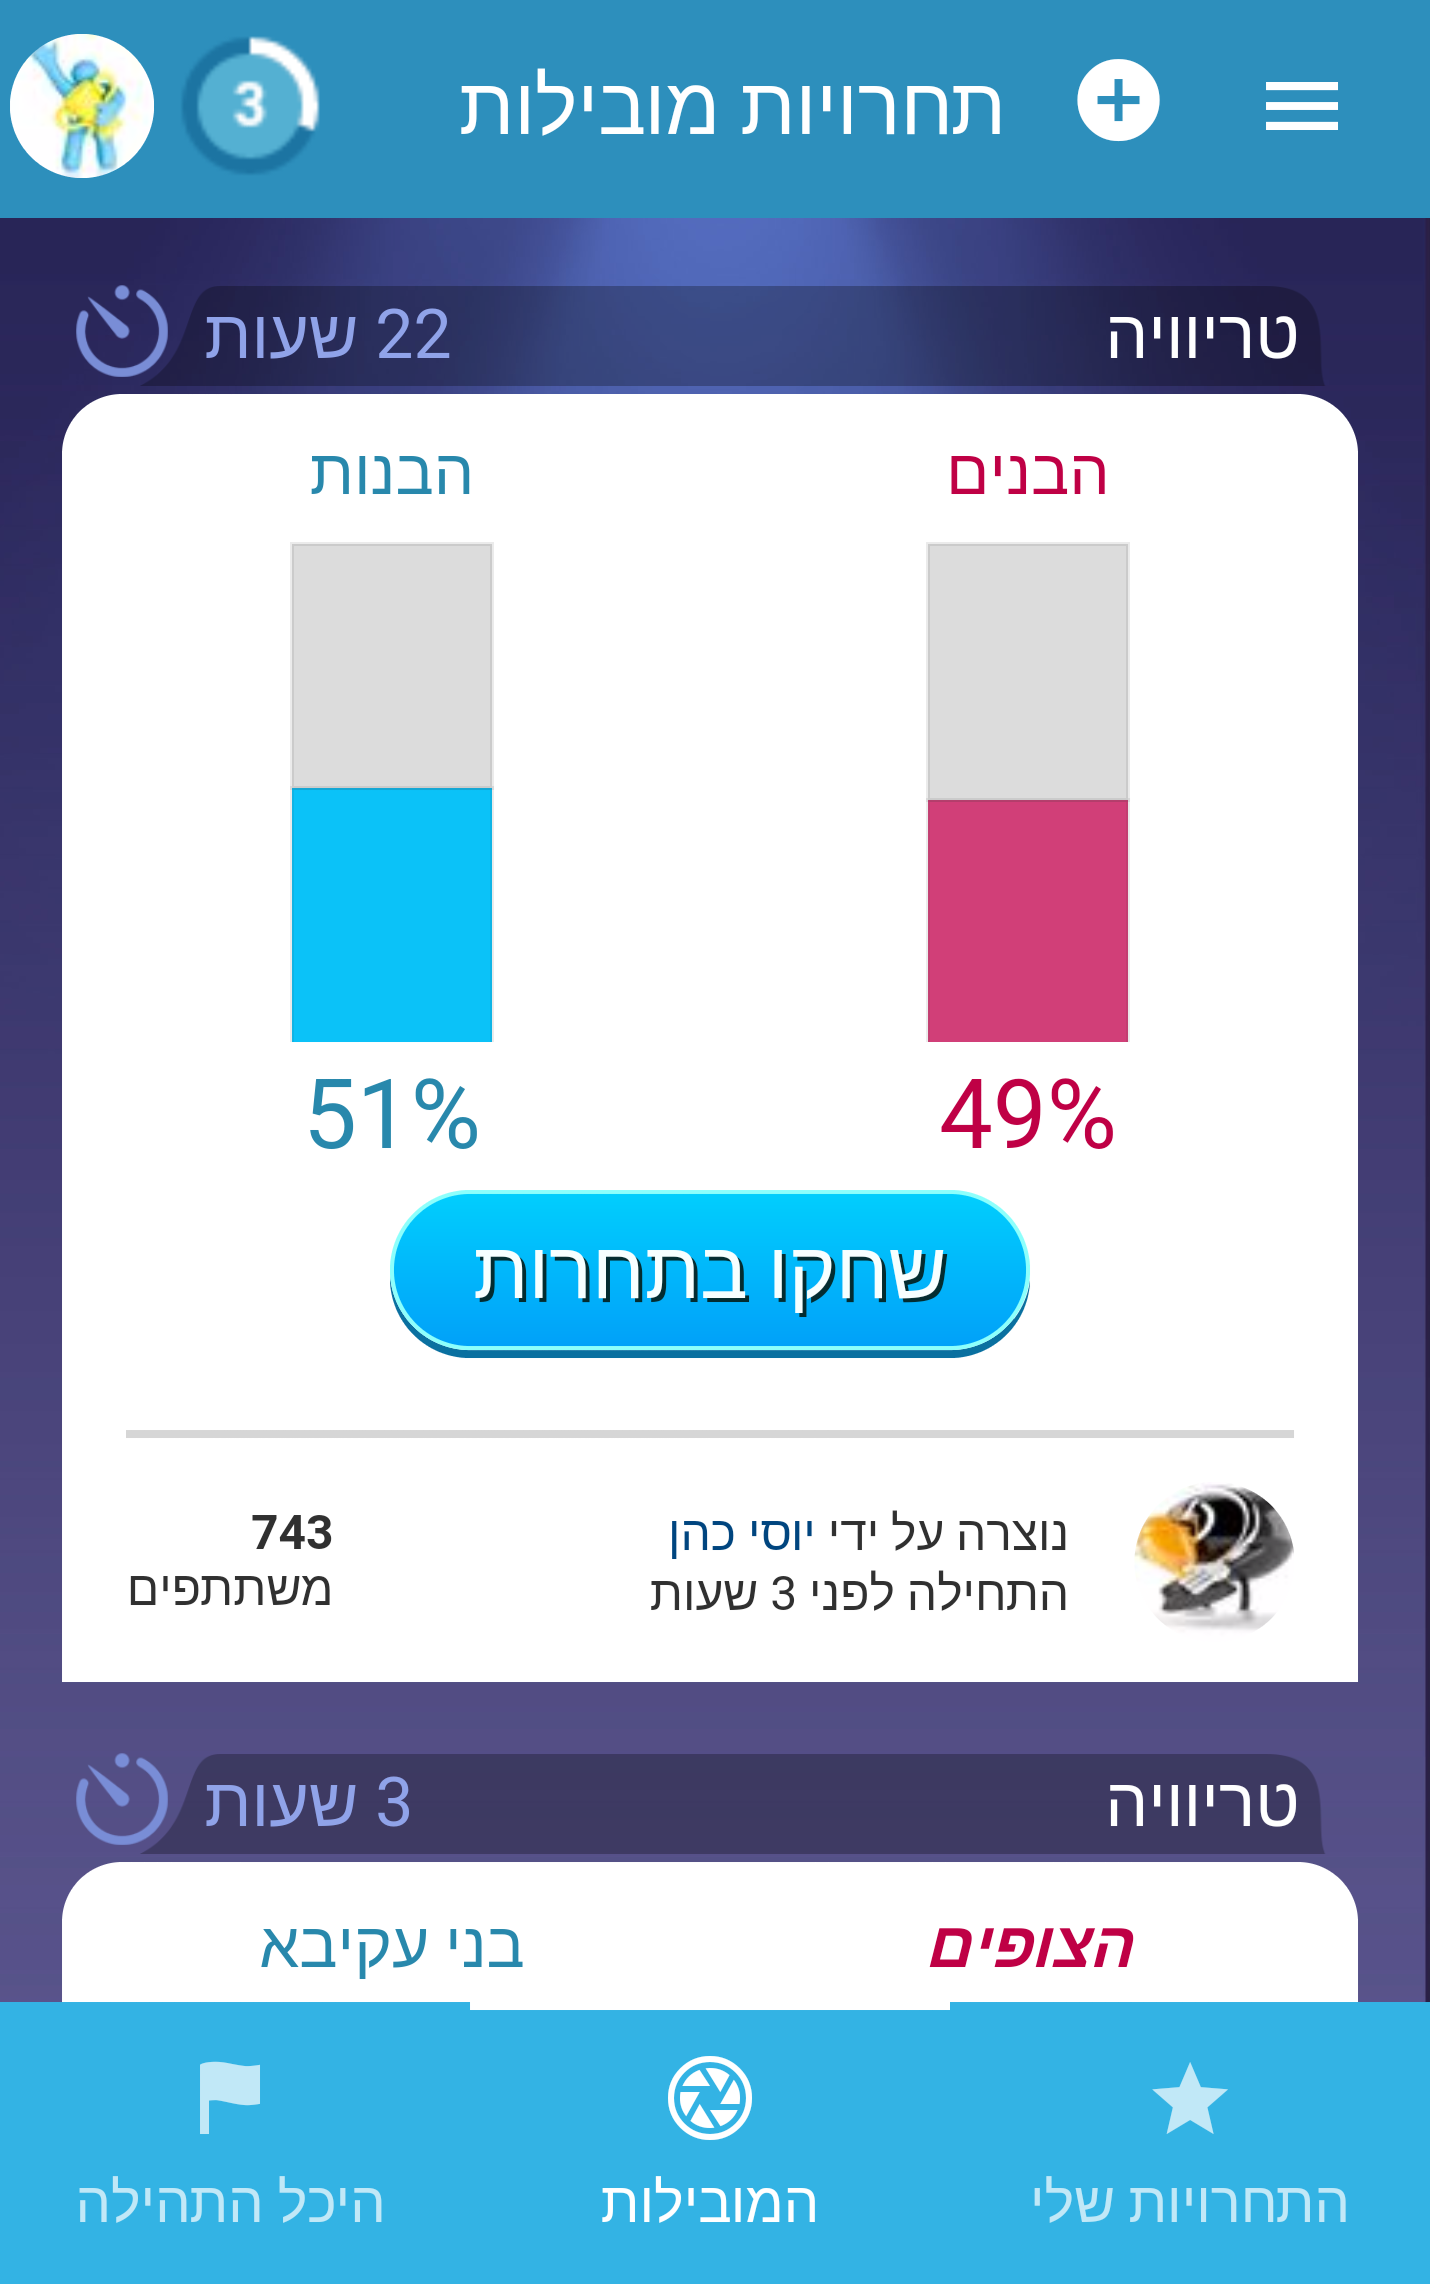 תחרויות מובילות
3
טריוויה
22 שעות
הבנים
הבנות
49%
51%
שחקו בתחרות
נוצרה על ידי יוסי כהן
התחילה לפני 3 שעות
743
משתתפים
טריוויה
3 שעות
הצופים
בני עקיבא
התחרויות שלי
המובילות
היכל התהילה